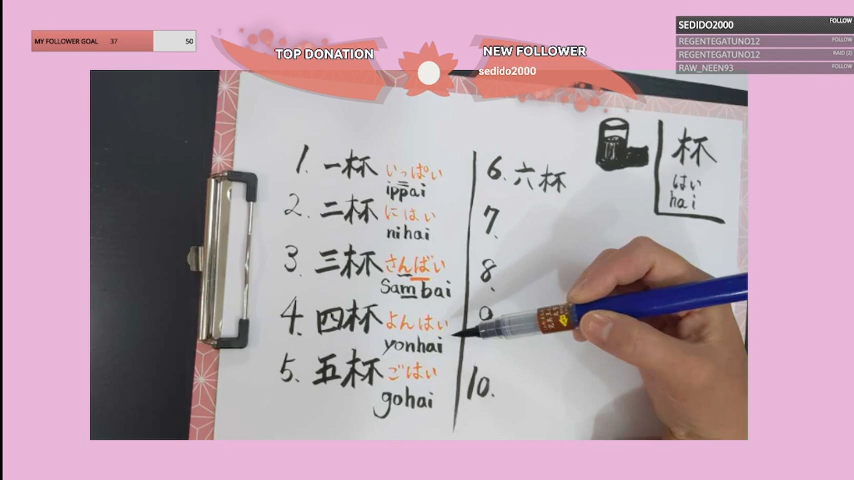 MY FOLLOWER GOAL 37 50
TOP DONATION
NEW FOLLOWER
sedido2000
SEDIDO2000 FOLLOW
REGENTEGATUNO12 FOLLOW
REGENTEGATUNO12 RAID (2)
RAW_NEEN93 FOLLOW
1. 一杯 いっぱい
ippai
2. 二杯 にはい
nihai
3. 三杯 さんばい
Sambai
4. 四杯 よんはい
yonhai
5. 五杯 ごはい
gohai
6. 六杯
7.
8.
9
10.
杯
はい
hai